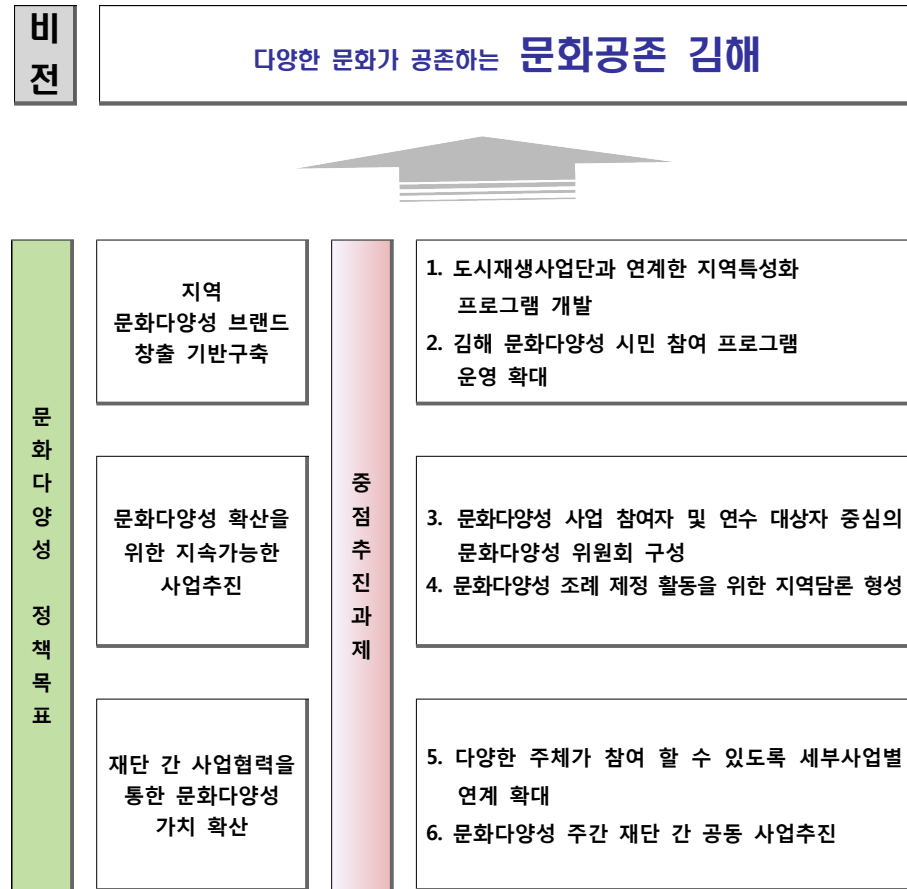 비전
다양한 문화가 공존하는 문화공존 김해
문화다양성 정책목표
지역
문화다양성 브랜드
창출 기반구축
문화다양성 확산을
위한 지속가능한
사업추진
재단 간 사업협력을
통한 문화다양성
가치 확산
중점추진과제
1. 도시재생사업단과 연계한 지역특성화
프로그램 개발
2. 김해 문화다양성 시민 참여 프로그램
운영 확대
3. 문화다양성 사업 참여자 및 연수 대상자 중심의
문화다양성 위원회 구성
4. 문화다양성 조례 제정 활동을 위한 지역담론 형성
5. 다양한 주체가 참여 할 수 있도록 세부사업별
연계 확대
6. 문화다양성 주간 재단 간 공동 사업추진